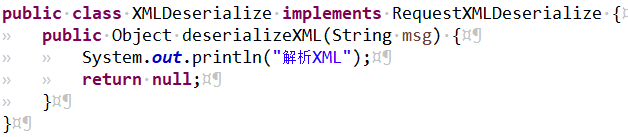 public class XMLDeserialize implements RequestXMLDeserialize {¤¶
»   public Object deserializeXML(String msg) {¤¶
»   »   System.out.println("解析XML");¤¶
»   »   return null;¤¶
»   }¤¶
}¤¶